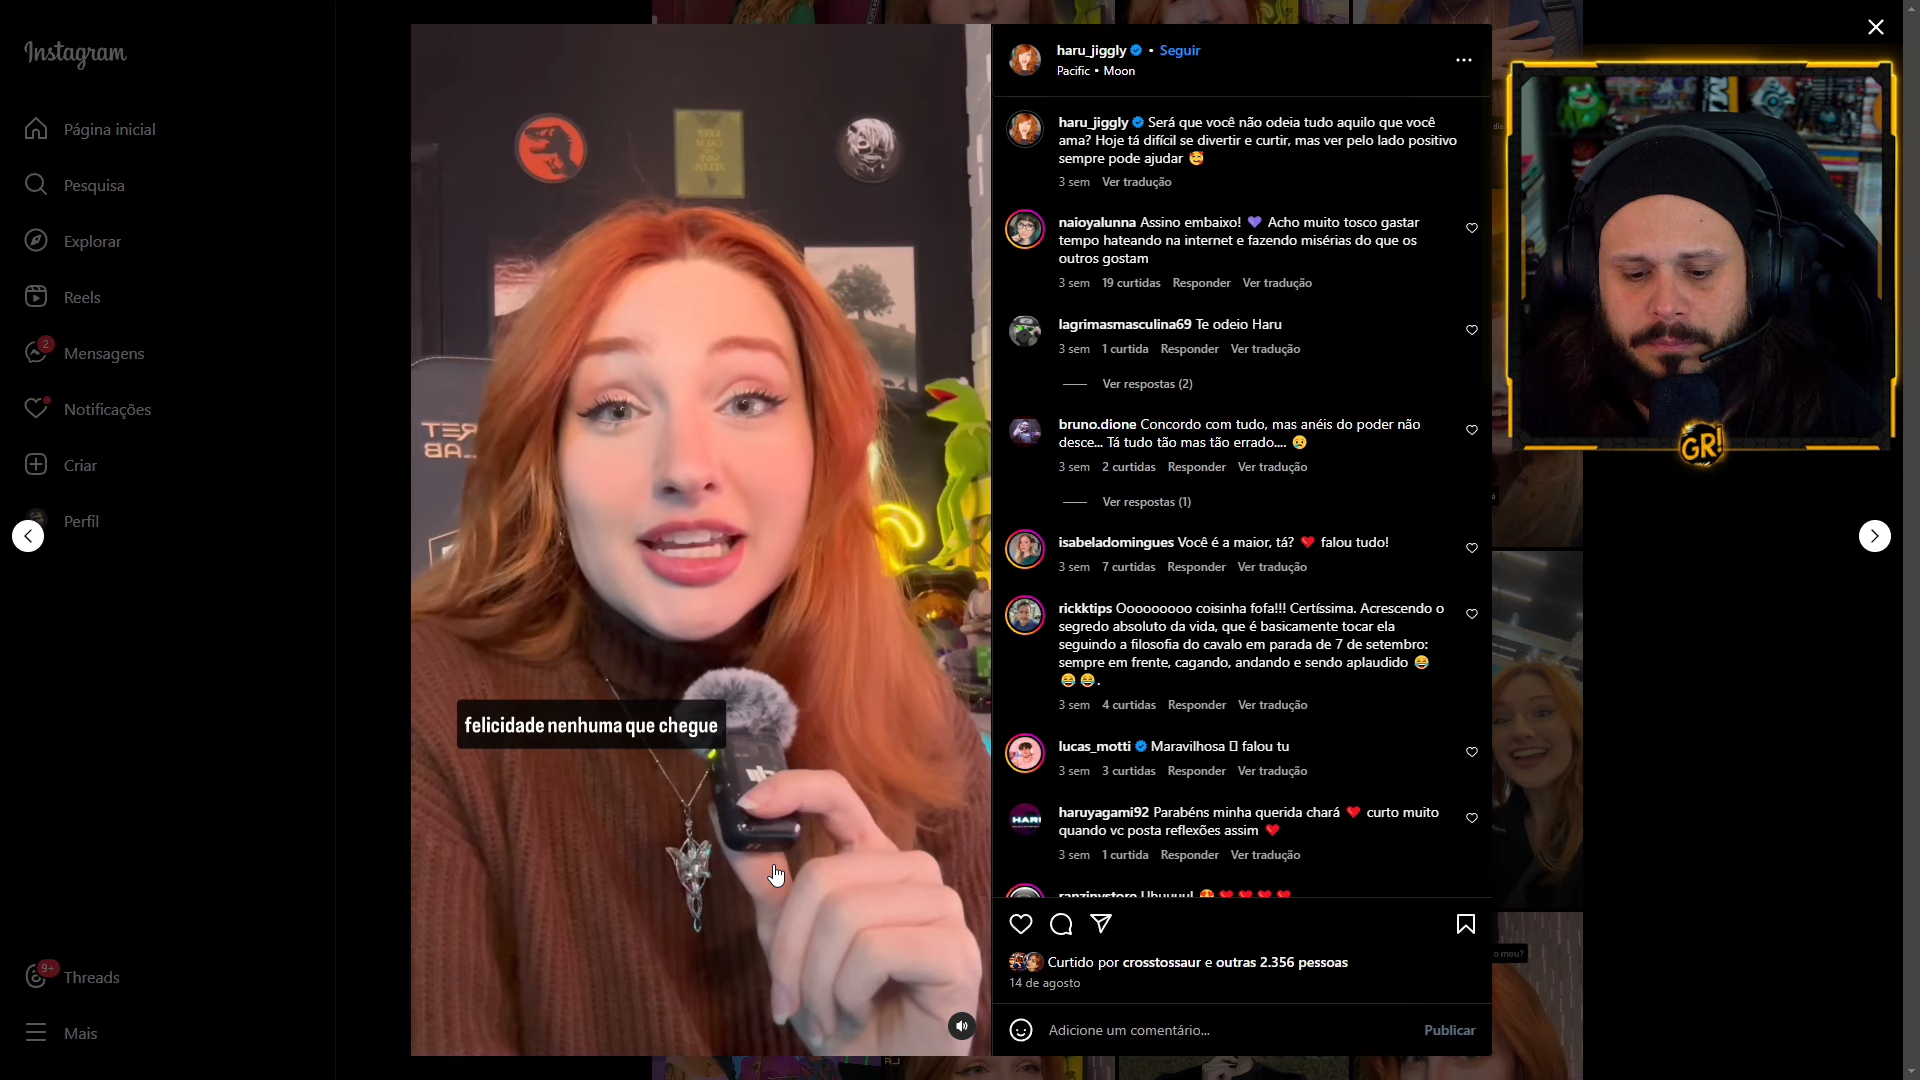 Instagram
Página inicial
Pesquisa
Explorar
Reels
2
Mensagens
Notificações
Criar
Perfil
9+
Threads
Mais
felicidade nenhuma que chegue
haru_jiggly • Seguir
Pacific • Moon
haru_jiggly Será que você não odeia tudo aquilo que você
ama? Hoje tá difícil se divertir e curtir, mas ver pelo lado positivo
sempre pode ajudar 🥰
3 sem Ver tradução
naioyalunna Assino embaixo! 💜 Acho muito tosco gastar
tempo hateando na internet e fazendo misérias do que os
outros gostam
3 sem 19 curtidas Responder Ver tradução
lagrimasmasculina69 Te odeio Haru
3 sem 1 curtida Responder Ver tradução
Ver respostas (2)
bruno.dione Concordo com tudo, mas anéis do poder não
desce... Tá tudo tão mas tão errado.... 😥
3 sem 2 curtidas Responder Ver tradução
Ver respostas (1)
isabeladomingues Você é a maior, tá? ❤️ falou tudo!
3 sem 7 curtidas Responder Ver tradução
rickktips Ooooooooo coisinha fofa!!! Certíssima. Acrescendo o
segredo absoluto da vida, que é basicamente tocar ela
seguindo a filosofia do cavalo em parada de 7 de setembro:
sempre em frente, cagando, andando e sendo aplaudido 😂
😂😂.
3 sem 4 curtidas Responder Ver tradução
lucas_motti Maravilhosa falou tu
3 sem 3 curtidas Responder Ver tradução
haruyagami92 Parabéns minha querida chará ❤️ curto muito
quando vc posta reflexões assim ❤️
3 sem 1 curtida Responder Ver tradução
Curtido por crosstossaur e outras 2.356 pessoas
14 de agosto
Adicione um comentário...
Publicar
GR!
o meu?